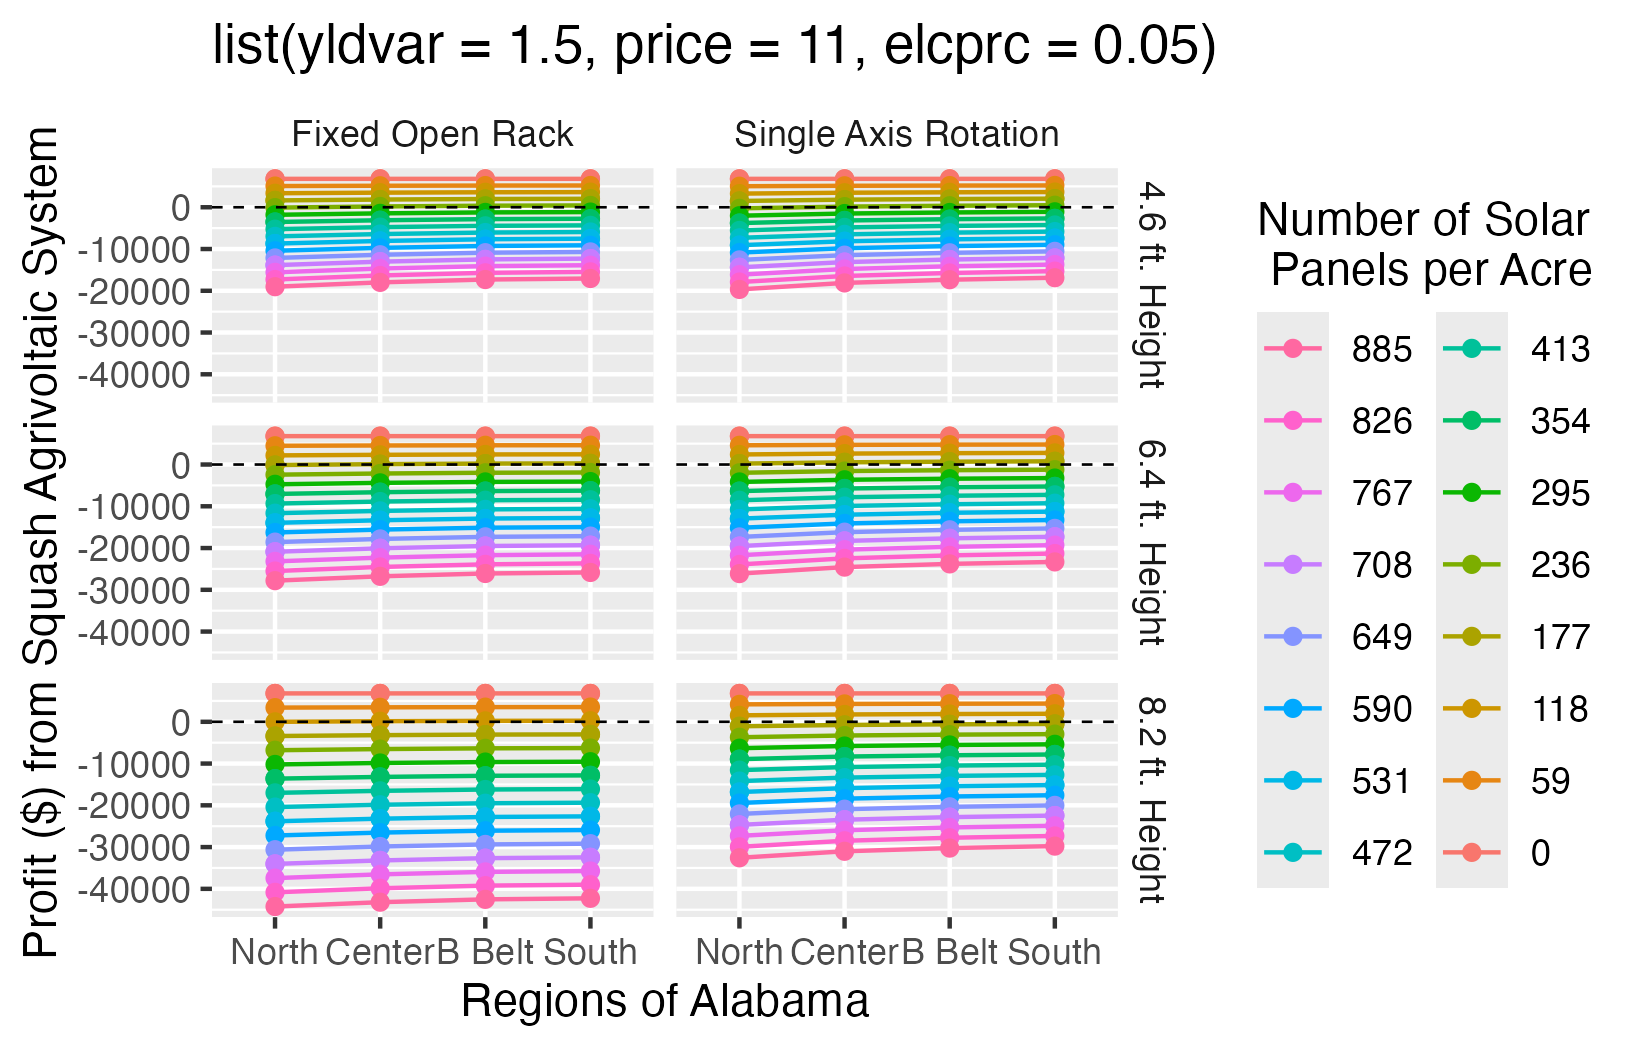 list(yldvar = 1.5, price = 11, elcprc = 0.05)
Fixed Open Rack
Single Axis Rotation
Profit ($) from Squash Agrivoltaic System
0
-10000
-20000
-30000
-40000
4.6 ft. Height
0
-10000
-20000
-30000
-40000
6.4 ft. Height
0
-10000
-20000
-30000
-40000
8.2 ft. Height
North Center B Belt South
North Center B Belt South
Regions of Alabama
Number of Solar
Panels per Acre
885
826
767
708
649
590
531
472
413
354
295
236
177
118
59
0